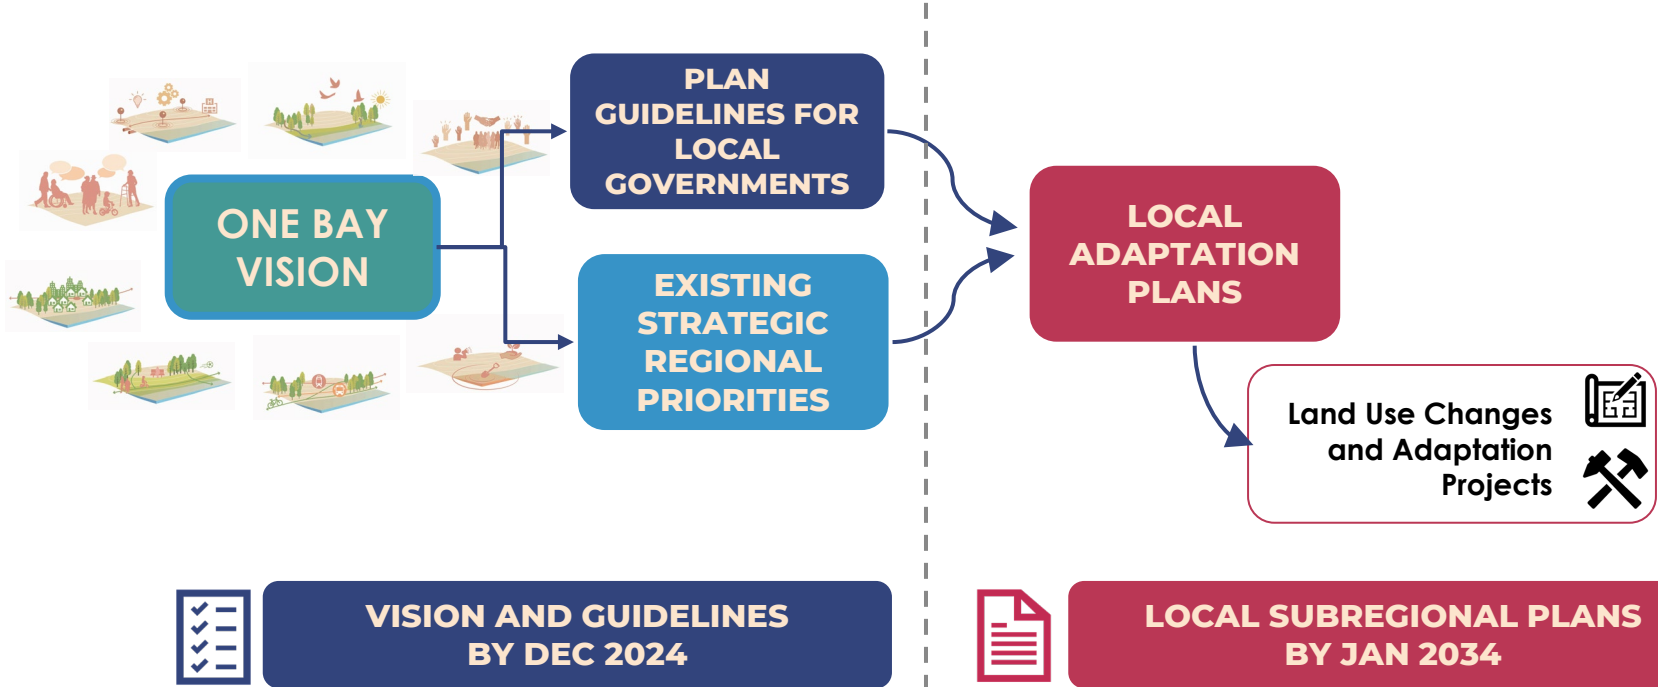 ONE BAY
VISION
PLAN
GUIDELINES FOR
LOCAL
GOVERNMENTS
EXISTING
STRATEGIC
REGIONAL
PRIORITIES
LOCAL
ADAPTATION
PLANS
Land Use Changes
and Adaptation
Projects
VISION AND GUIDELINES
BY DEC 2024
LOCAL SUBREGIONAL PLANS
BY JAN 2034